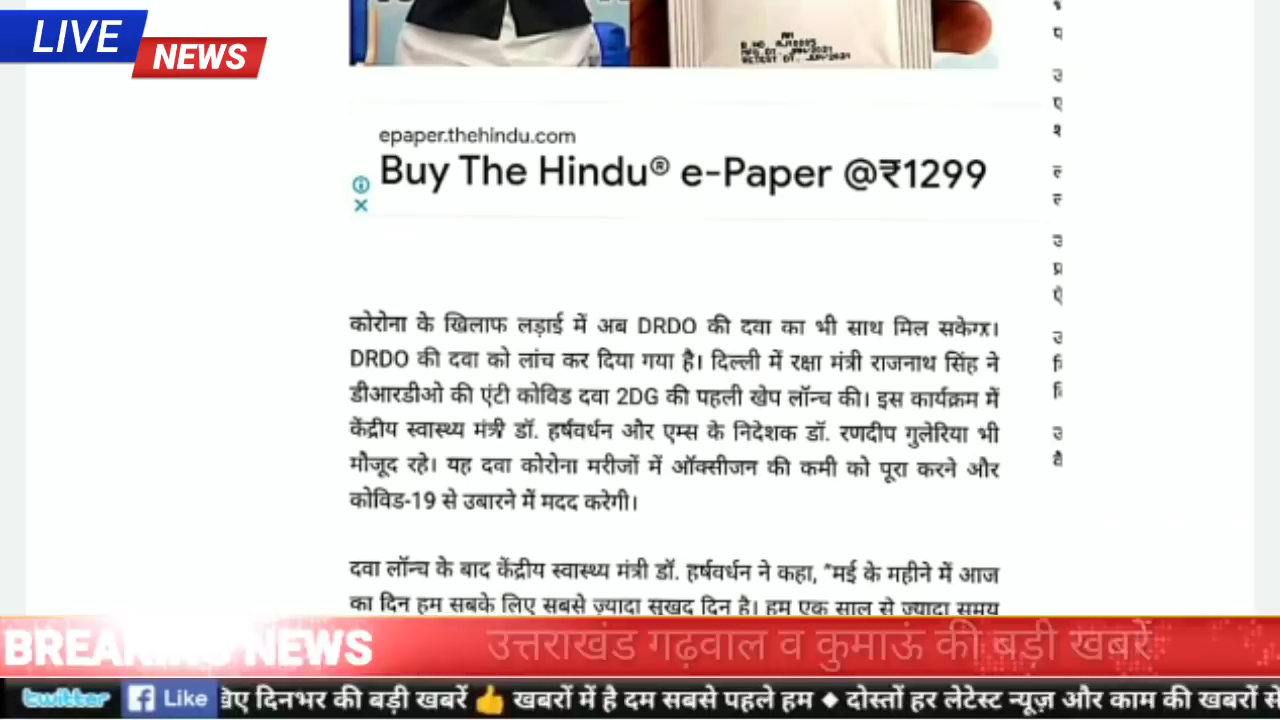 LIVE
NEWS
epaper.thehindu.com
Buy The Hindu® e-Paper @₹1299
कोरोना के खिलाफ लड़ाई में अब DRDO की दवा का भी साथ मिल
DRDO की दवा को लांच कर दिया गया है। दिल्ली में रक्षा मंत्री राजनाथ सिंह ने
डीआरडीओ की एंटी कोविड दवा 2DG की पहली खेप लॉन्च की। इस कार्यक्रम में
केंद्रीय स्वास्थ्य मंत्री डॉ. हर्षवर्धन और एम्स के निदेशक डॉ. रणदीप गुलेरिया भी
मौजूद रहे। यह दवा कोरोना मरीजों में ऑक्सीजन की कमी को पूरा करने और
कोविड-19 से उबारने में मदद करेगी।
दवा लॉन्च के बाद केंद्रीय स्वास्थ्य मंत्री डॉ. हर्षवर्धन ने कहा, "मई के महीने में आज
का दिन हम सबके लिए सबसे ज़्यादा सुखद दिन है। हम एक साल से ज्यादा समय
BREAKING NEWS
उत्तराखंड गढ़वाल व कुमाऊं की बड़ी खबरें
twitter
Like
दिनभर की बड़ी खबरें 👍 खबरों में है दम सबसे पहले हम ◆ दोस्तों हर लेटेस्ट न्यूज़ और काम की खबरों से